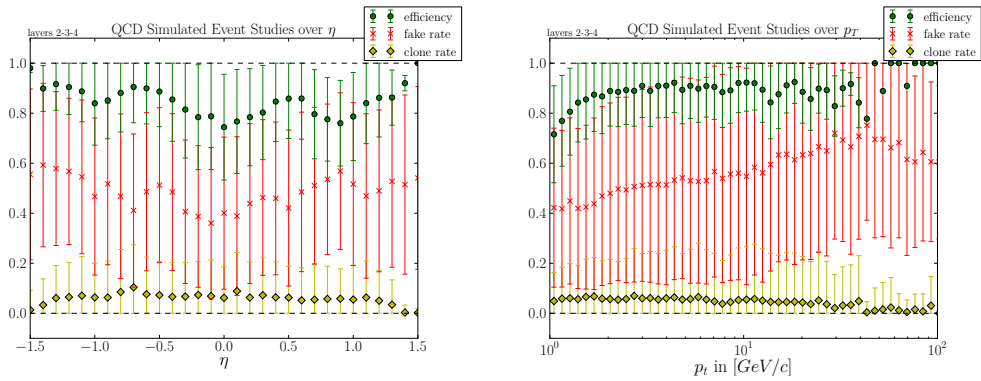 layers 2-3-4 QCD Simulated Event Studies over η
efficiency
fake rate
clone rate
1.0
0.8
0.6
0.4
0.2
0.0
−1.5 −1.0 −0.5 0.0 0.5 1.0 1.5
η
layers 2-3-4 QCD Simulated Event Studies over p_T
efficiency
fake rate
clone rate
1.0
0.8
0.6
0.4
0.2
0.0
10^0 10^1 10^2
p_t in [GeV/c]